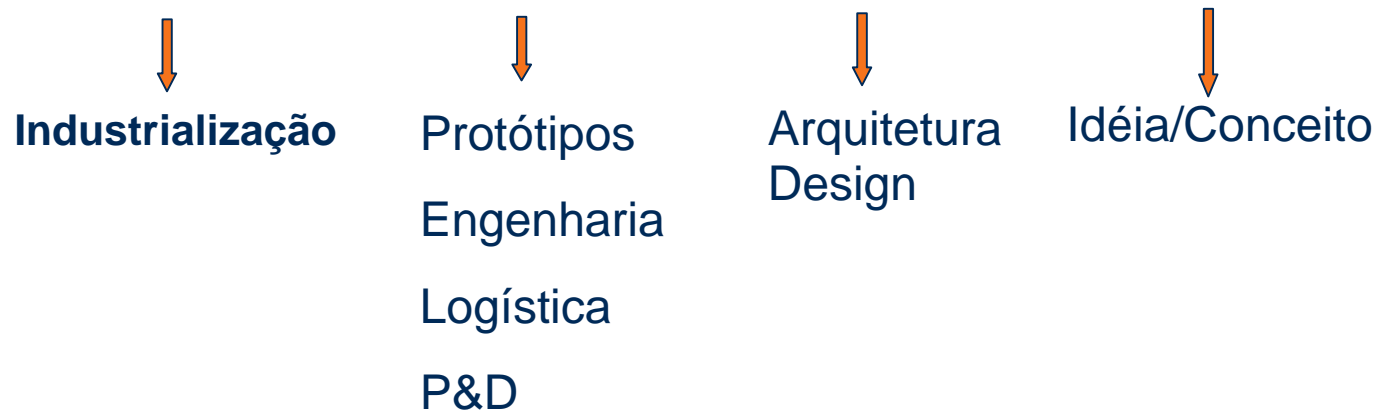 Industrialização
Protótipos
Engenharia
Logística
P&D
Arquitetura
Design
Idéia/Conceito